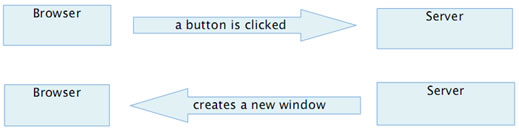 Browser
a button is clicked
Server
Browser
creates a new window
Server